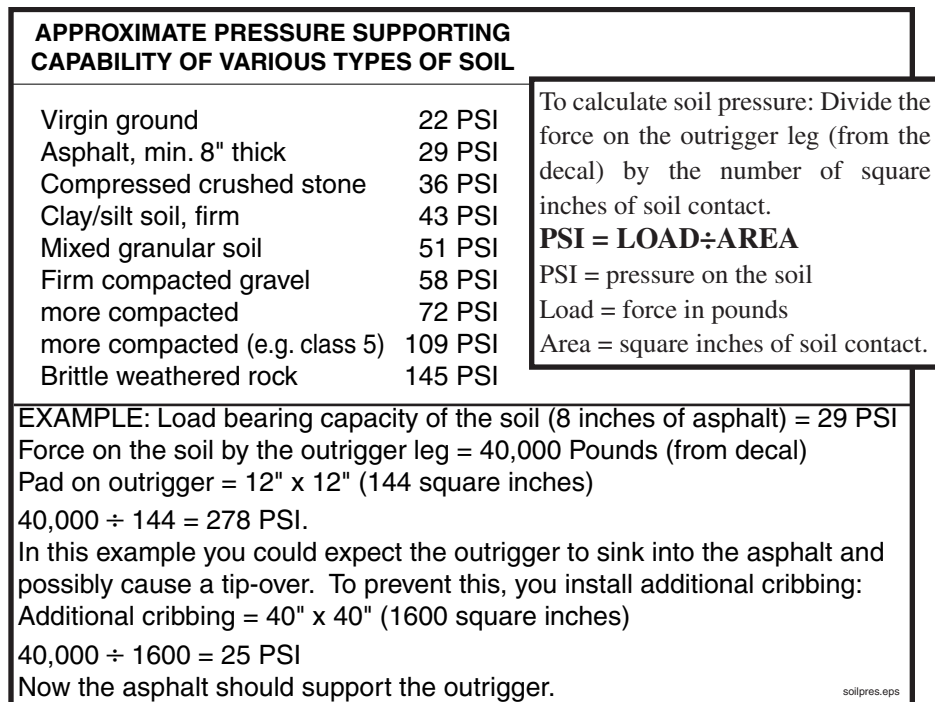 APPROXIMATE PRESSURE SUPPORTING
CAPABILITY OF VARIOUS TYPES OF SOIL
Virgin ground 22 PSI
Asphalt, min. 8" thick 29 PSI
Compressed crushed stone 36 PSI
Clay/silt soil, firm 43 PSI
Mixed granular soil 51 PSI
Firm compacted gravel 58 PSI
more compacted 72 PSI
more compacted (e.g. class 5) 109 PSI
Brittle weathered rock 145 PSI
To calculate soil pressure: Divide the
force on the outrigger leg (from the
decal) by the number of square
inches of soil contact.
PSI = LOAD÷AREA
PSI = pressure on the soil
Load = force in pounds
Area = square inches of soil contact.
EXAMPLE: Load bearing capacity of the soil (8 inches of asphalt) = 29 PSI
Force on the soil by the outrigger leg = 40,000 Pounds (from decal)
Pad on outrigger = 12" x 12" (144 square inches)
40,000 ÷ 144 = 278 PSI.
In this example you could expect the outrigger to sink into the asphalt and
possibly cause a tip-over. To prevent this, you install additional cribbing:
Additional cribbing = 40" x 40" (1600 square inches)
40,000 ÷ 1600 = 25 PSI
Now the asphalt should support the outrigger.
soilpres.eps